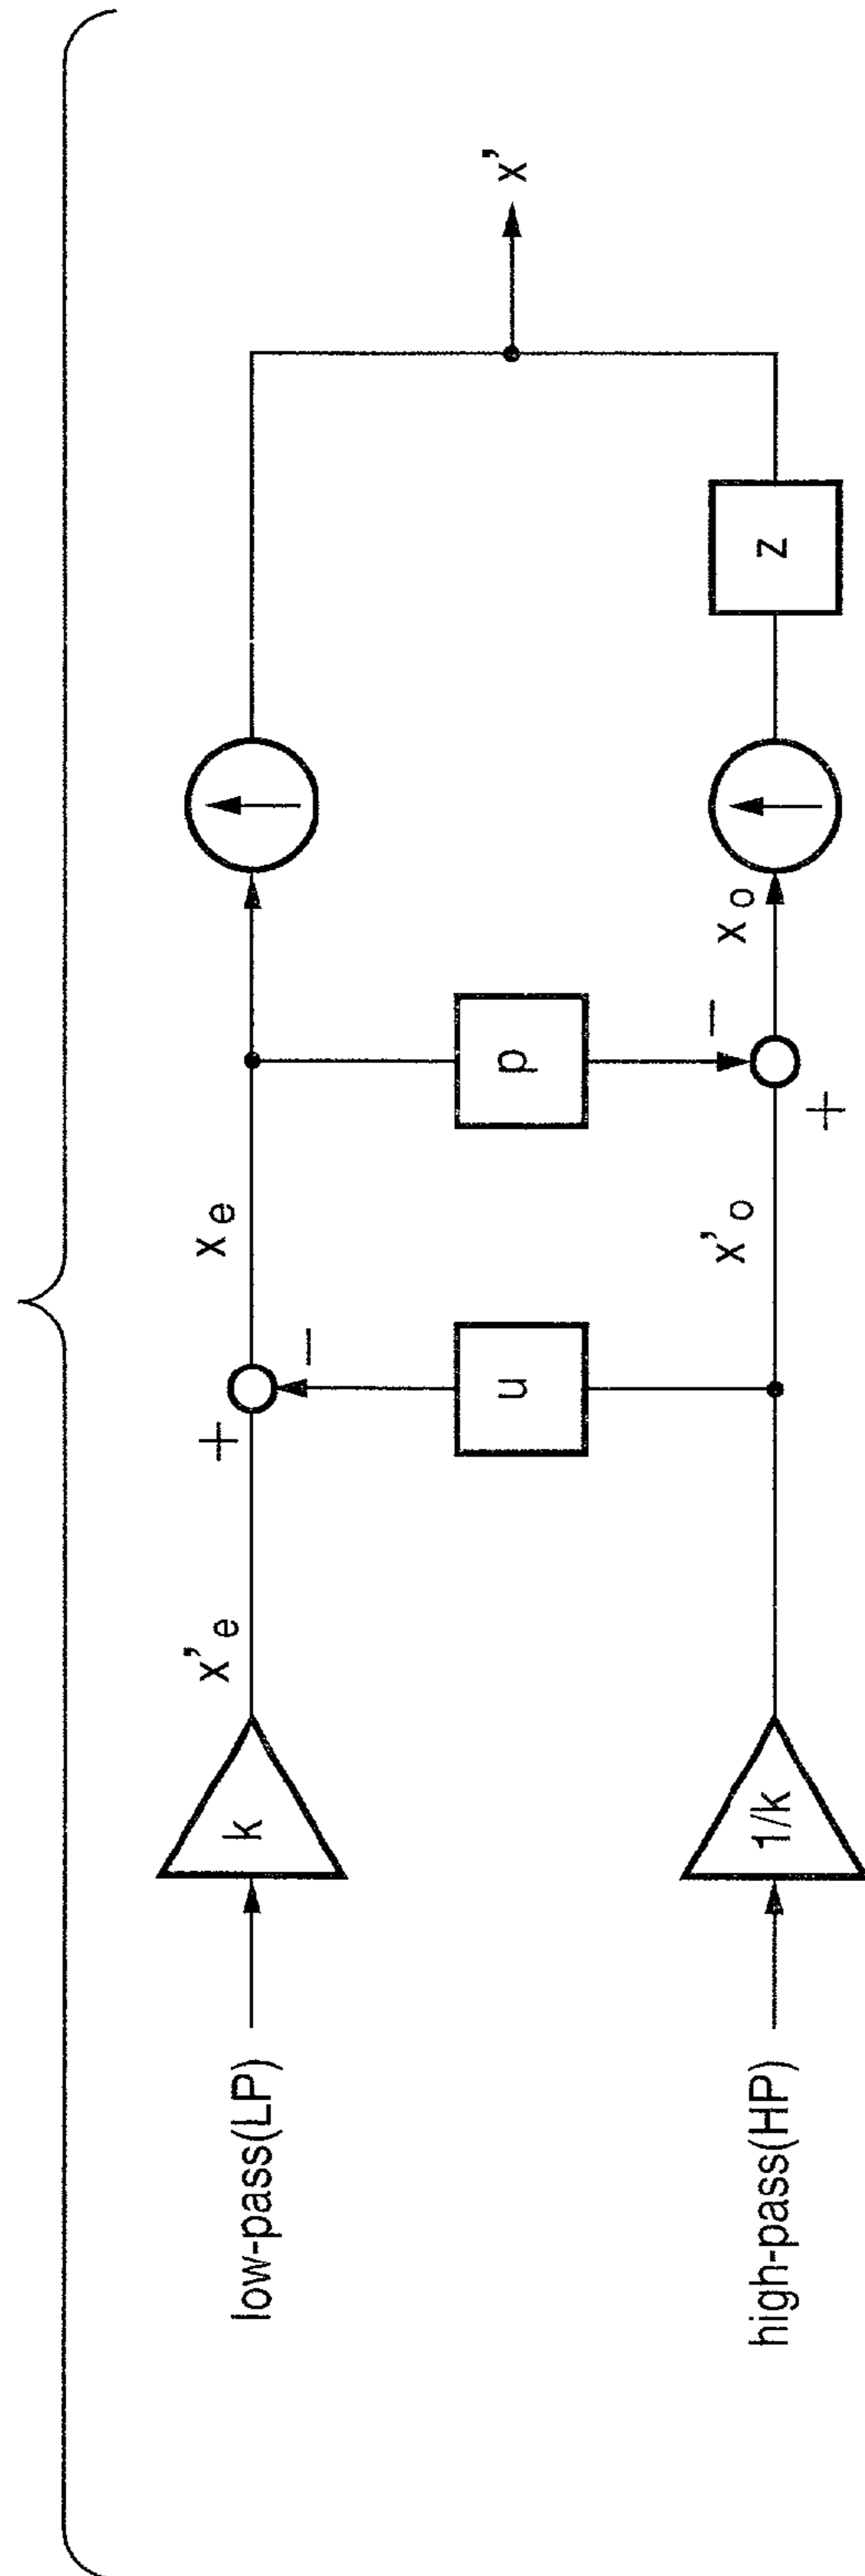 low-pass(LP)
k
x'e
+
−
xe
x'
u
p
high-pass(HP)
1/k
x'o
+
−
xo
z